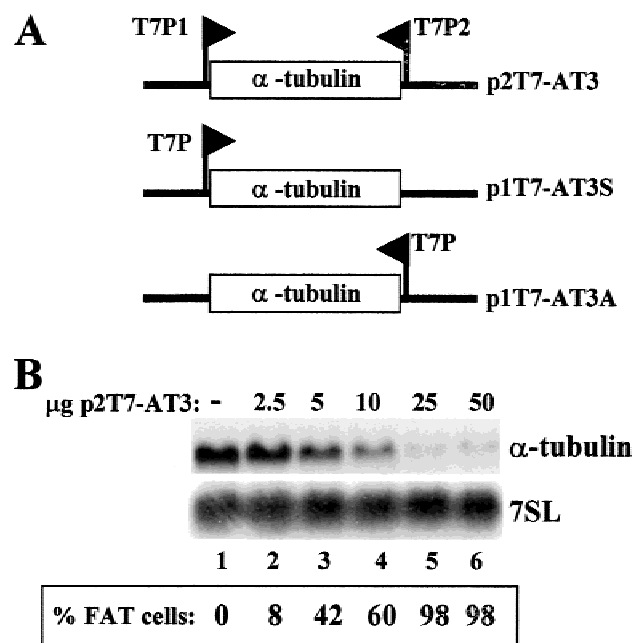 A
T7P1
T7P2
α -tubulin
p2T7-AT3
T7P
α -tubulin
p1T7-AT3S
T7P
α -tubulin
p1T7-AT3A
B
μg p2T7-AT3: - 2.5 5 10 25 50
α-tubulin
7SL
1 2 3 4 5 6
% FAT cells: 0 8 42 60 98 98